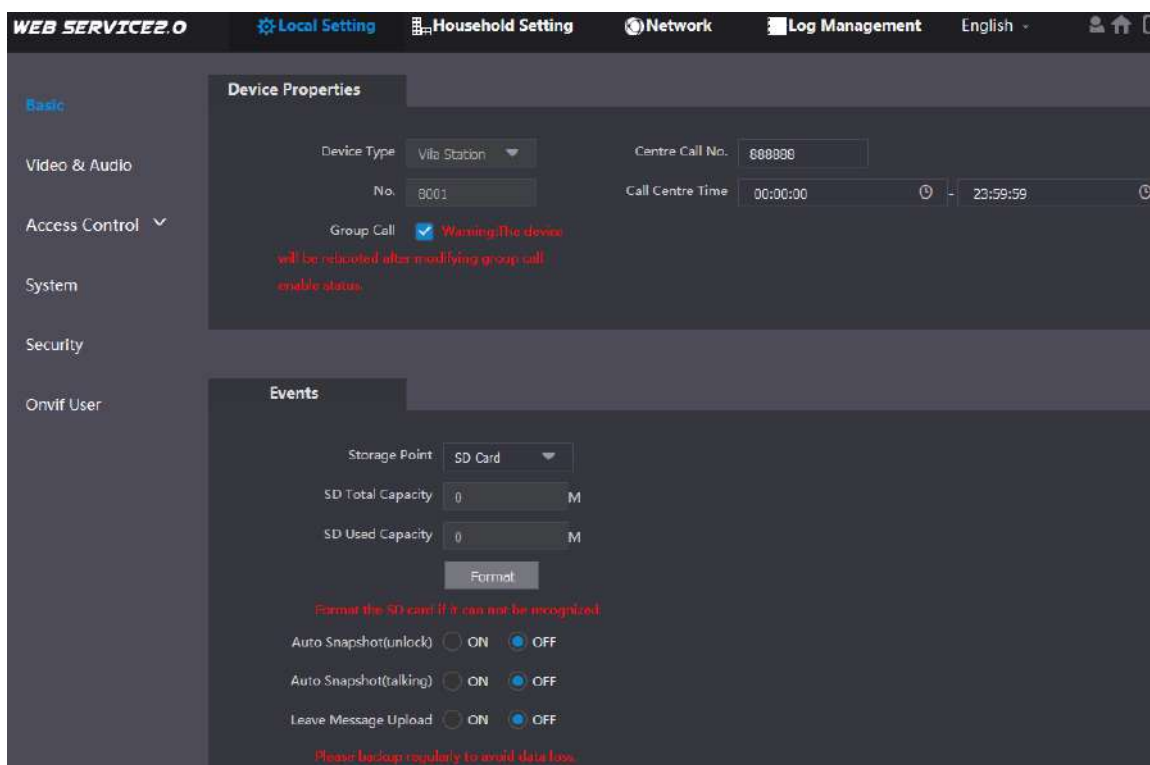 WEB SERVICE2.0 Local Setting Household Setting Network Log Management English
Basic
Video & Audio
Access Control
System
Security
Onvif User
Device Properties
Device Type Villa Station Centre Call No. 888888
No. 8001 Call Centre Time 00:00:00 - 23:59:59
Group Call Warning:The device
will be rebooted after modifying group call
enable status.
Events
Storage Point SD Card
SD Total Capacity 0 M
SD Used Capacity 0 M
Format
Format the SD card if it can not be recognized.
Auto Snapshot(unlock) ON OFF
Auto Snapshot(talking) ON OFF
Leave Message Upload ON OFF
Please backup regularly to avoid data loss.